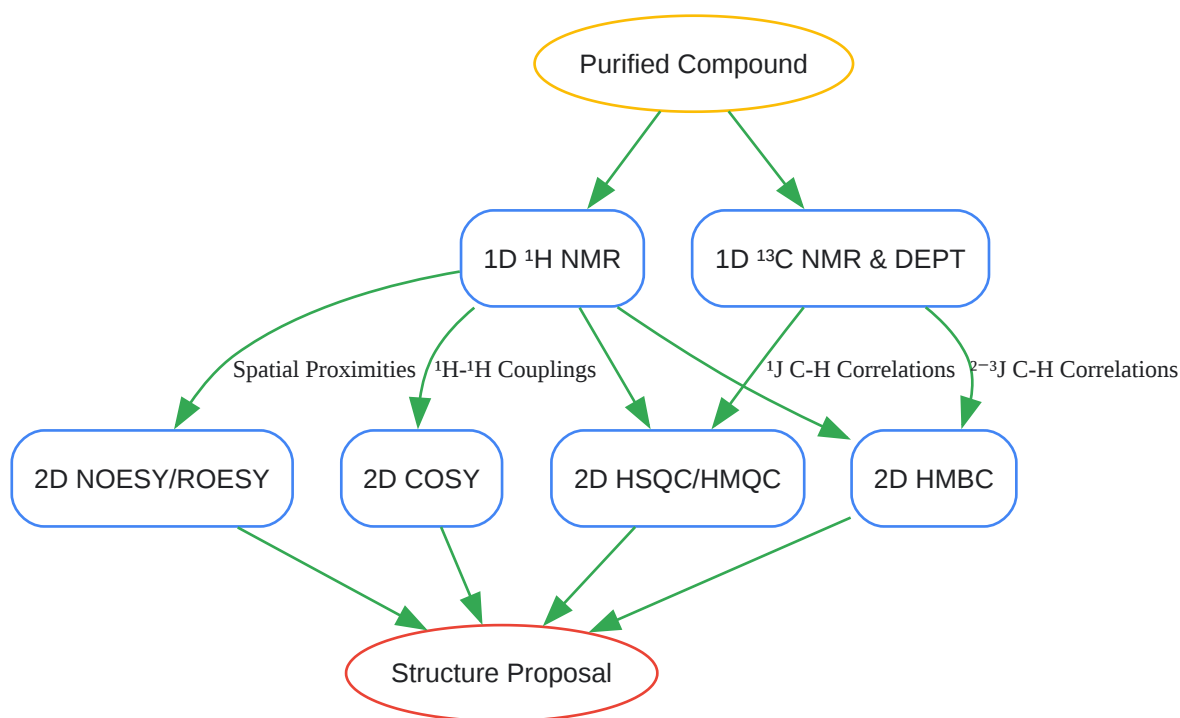 Purified Compound
1D ¹H NMR
1D ¹³C NMR & DEPT
Spatial Proximities
¹H-¹H Couplings
¹J C-H Correlations
²⁻³J C-H Correlations
2D NOESY/ROESY
2D COSY
2D HSQC/HMQC
2D HMBC
Structure Proposal